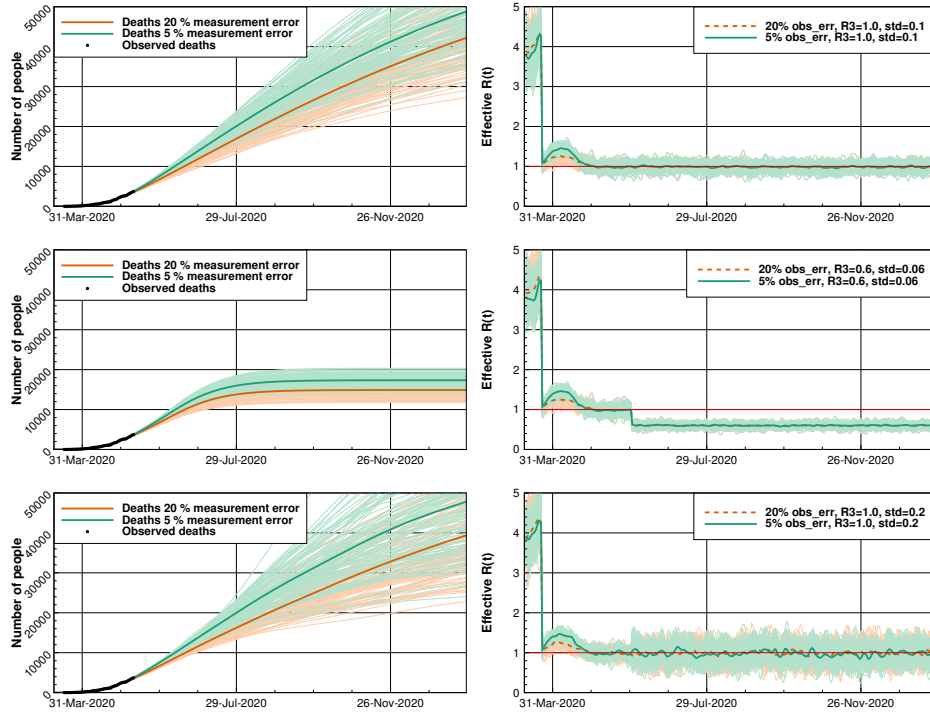 50000
40000
30000
20000
10000
0
Number of people
Deaths 20 % measurement error
Deaths 5 % measurement error
Observed deaths
31-Mar-2020 29-Jul-2020 26-Nov-2020
5
4
3
2
1
0
Effective R(t)
20% obs_err, R3=1.0, std=0.1
5% obs_err, R3=1.0, std=0.1
31-Mar-2020 29-Jul-2020 26-Nov-2020
50000
40000
30000
20000
10000
0
Number of people
Deaths 20 % measurement error
Deaths 5 % measurement error
Observed deaths
31-Mar-2020 29-Jul-2020 26-Nov-2020
5
4
3
2
1
0
Effective R(t)
20% obs_err, R3=0.6, std=0.06
5% obs_err, R3=0.6, std=0.06
31-Mar-2020 29-Jul-2020 26-Nov-2020
50000
40000
30000
20000
10000
0
Number of people
Deaths 20 % measurement error
Deaths 5 % measurement error
Observed deaths
31-Mar-2020 29-Jul-2020 26-Nov-2020
5
4
3
2
1
0
Effective R(t)
20% obs_err, R3=1.0, std=0.2
5% obs_err, R3=1.0, std=0.2
31-Mar-2020 29-Jul-2020 26-Nov-2020